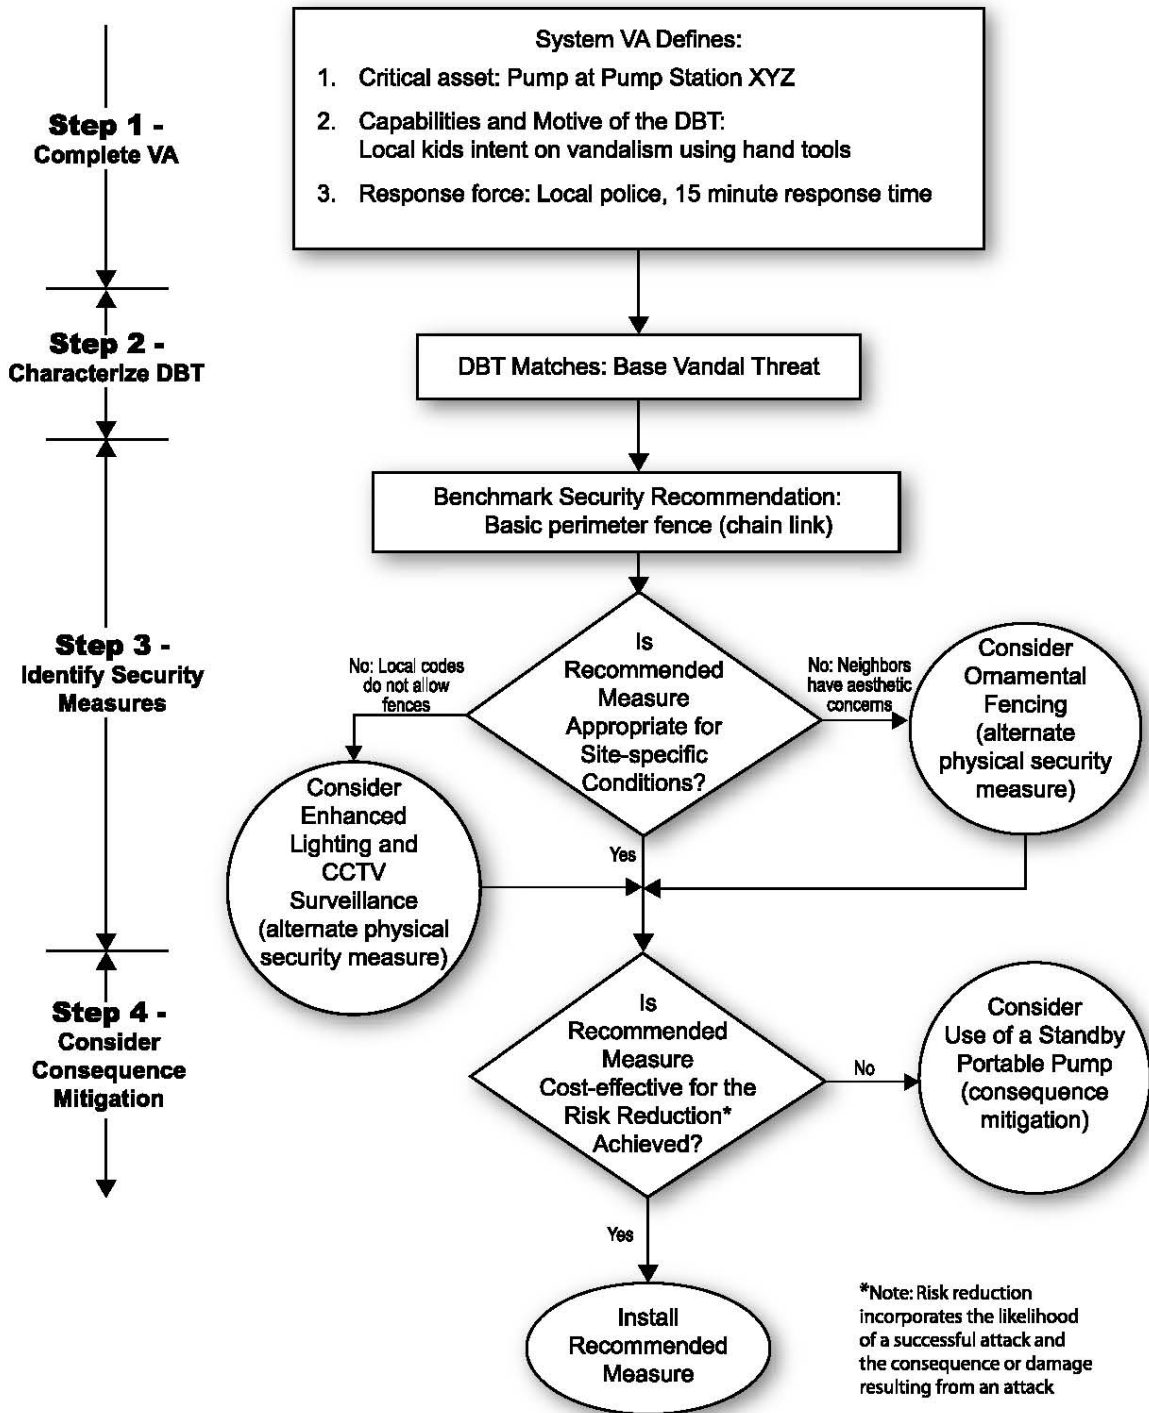 System VA Defines:
1. Critical asset: Pump at Pump Station XYZ
2. Capabilities and Motive of the DBT:
Local kids intent on vandalism using hand tools
3. Response force: Local police, 15 minute response time
Step 1 -
Complete VA
Step 2 -
Characterize DBT
DBT Matches: Base Vandal Threat
Benchmark Security Recommendation:
Basic perimeter fence (chain link)
Step 3 -
Identify Security
Measures
Is
Recommended
Measure
Appropriate for
Site-specific
Conditions?
No: Local codes
do not allow
fences
No: Neighbors
have aesthetic
concerns
Consider
Ornamental
Fencing
(alternate
physical security
measure)
Consider
Enhanced
Lighting and
CCTV
Surveillance
(alternate physical
security measure)
Yes
Step 4 -
Consider
Consequence
Mitigation
Is
Recommended
Measure
Cost-effective for the
Risk Reduction*
Achieved?
No
Consider
Use of a Standby
Portable Pump
(consequence
mitigation)
Yes
Install
Recommended
Measure
*Note: Risk reduction
incorporates the likelihood
of a successful attack and
the consequence or damage
resulting from an attack